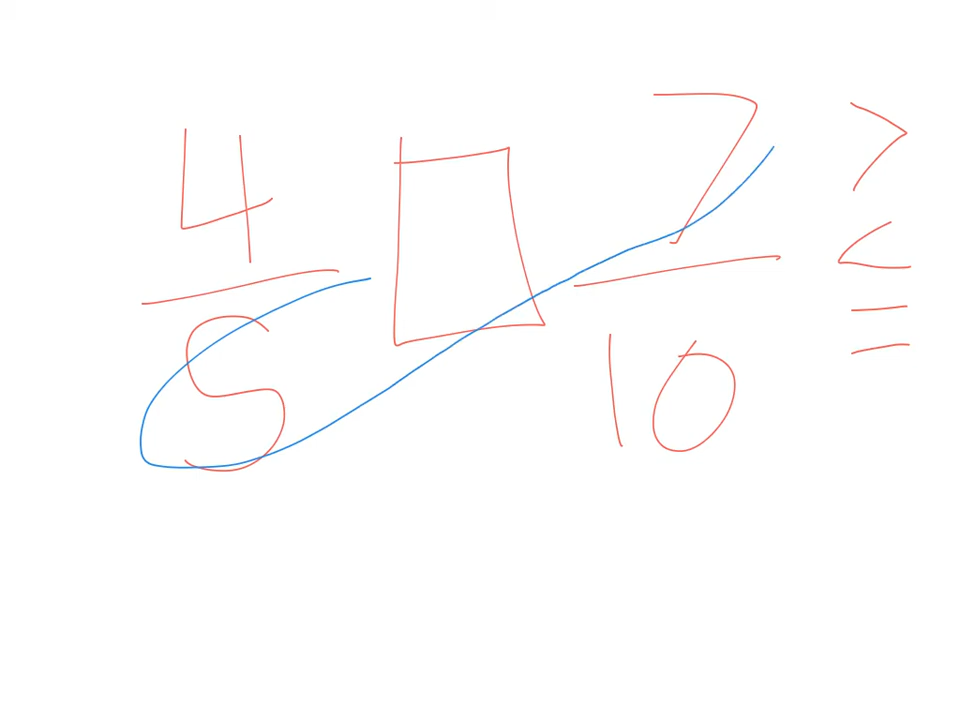 4/5 □ 7/10
>
<
=